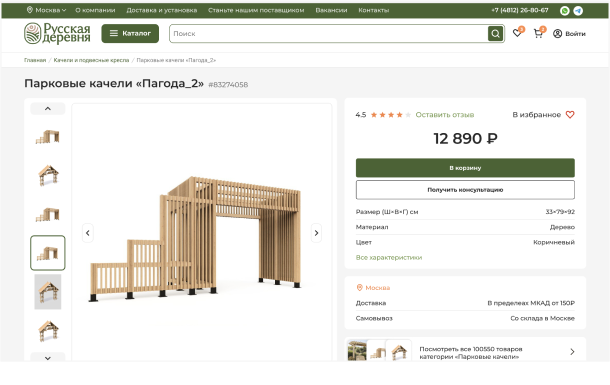 Москва О компании Доставка и установка Станьте нашим поставщиком Вакансии Контакты +7 (4812) 26-80-67
Русская деревня Каталог Поиск Войти
Главная / Качели и подвесные кресла / Парковые качели «Пагода_2»
Парковые качели «Пагода_2» #83274058
4.5 Оставить отзыв В избранное
12 890 ₽
В корзину
Получить консультацию
Размер (Ш×В×Г) см 33×79×92
Материал Дерево
Цвет Коричневый
Все характеристики
Москва
Доставка В пределеах МКАД от 150₽
Самовывоз Со склада в Москве
Посмотреть все 100550 товаров
категории «Парковые качели»